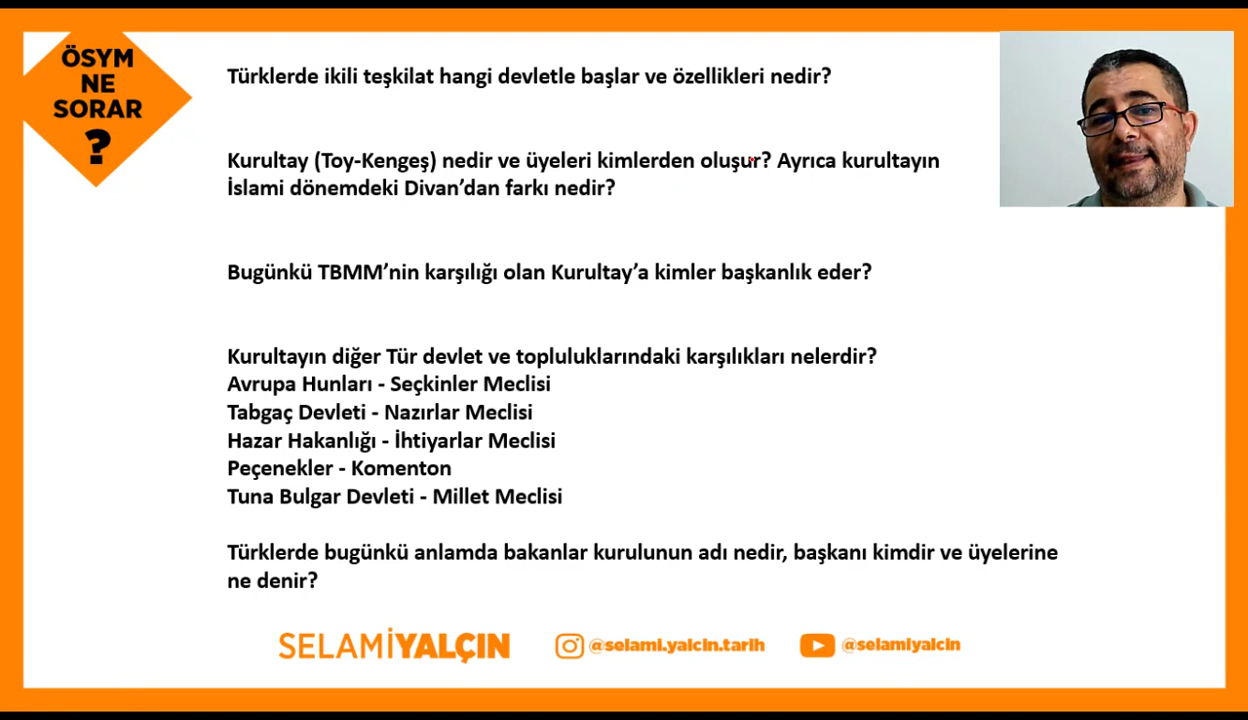 ÖSYM
NE
SORAR
?
Türklerde ikili teşkilat hangi devletle başlar ve özellikleri nedir?
Kurultay (Toy-Kengeş) nedir ve üyeleri kimlerden oluşur? Ayrıca kurultayın
İslami dönemdeki Divan’dan farkı nedir?
Bugünkü TBMM’nin karşılığı olan Kurultay’a kimler başkanlık eder?
Kurultayın diğer Tür devlet ve topluluklarındaki karşılıkları nelerdir?
Avrupa Hunları - Seçkinler Meclisi
Tabgaç Devleti - Nazırlar Meclisi
Hazar Hakanlığı - İhtiyarlar Meclisi
Peçenekler - Komenton
Tuna Bulgar Devleti - Millet Meclisi
Türklerde bugünkü anlamda bakanlar kurulunun adı nedir, başkanı kimdir ve üyelerine
ne denir?
SELAMİYALÇIN @selami.yalcin.tarih @selamiyalcin